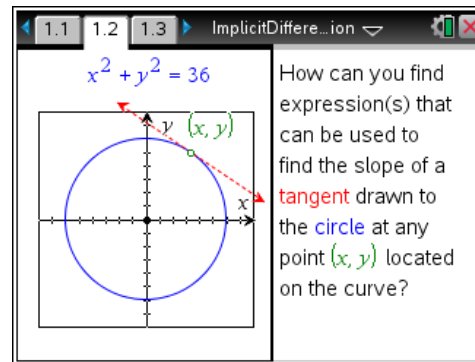 1.1 1.2 1.3 ImplicitDiffere...ion
x² + y² = 36
y (x, y)
x
How can you find
expression(s) that
can be used to
find the slope of a
tangent drawn to
the circle at any
point (x, y) located
on the curve?